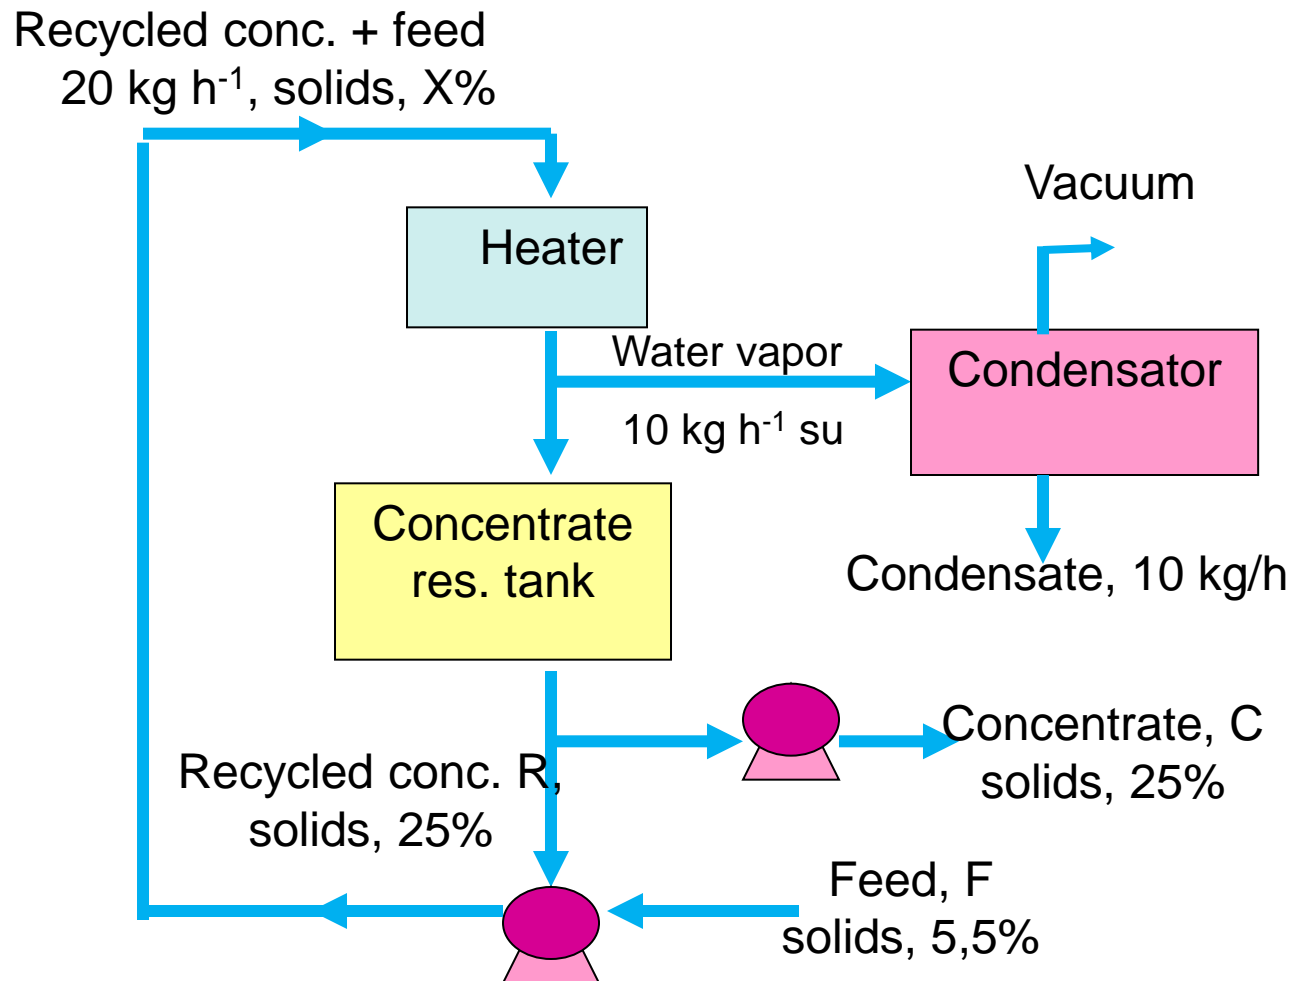 Recycled conc. + feed
20 kg h-1, solids, X%
Vacuum
Heater
Water vapor
10 kg h-1 su
Condensator
Concentrate
res. tank
Condensate, 10 kg/h
Concentrate, C
solids, 25%
Recycled conc. R,
solids, 25%
Feed, F
solids, 5,5%